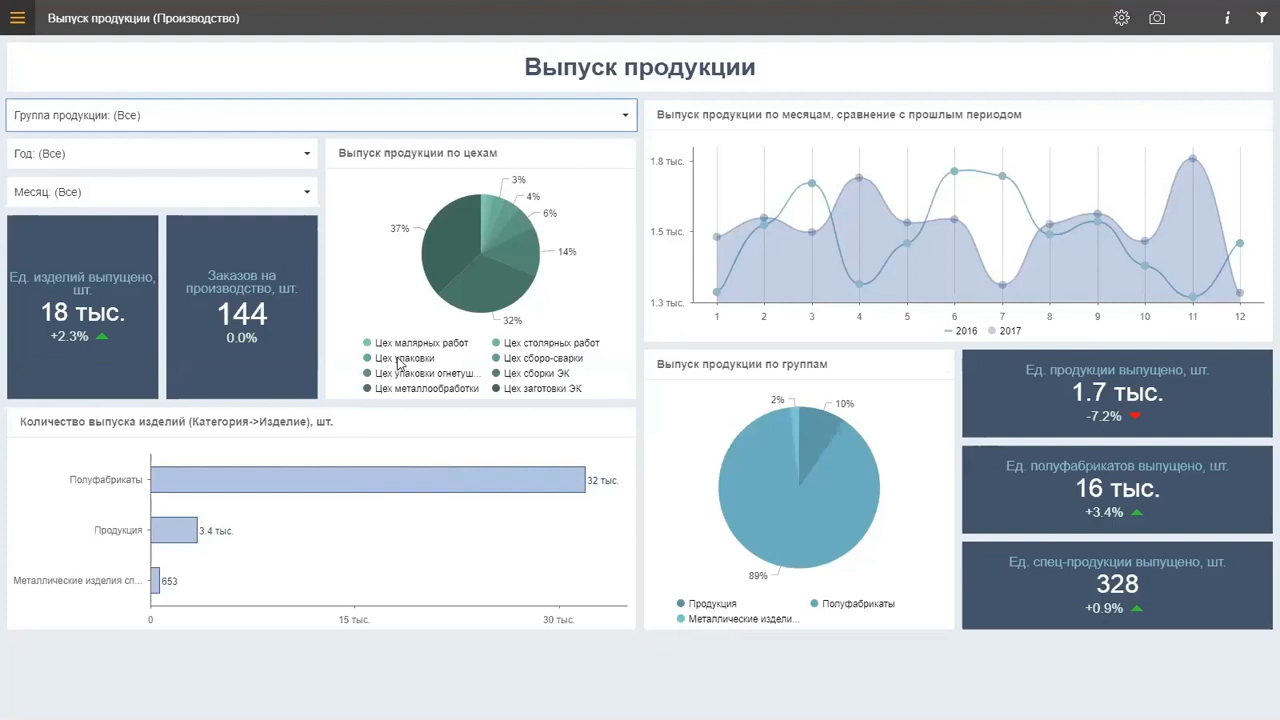 Выпуск продукции (Производство)
i
Выпуск продукции
Группа продукции: (Все)
Год: (Все)
Месяц: (Все)
Ед. изделий выпущено,
шт.
18 тыс.
+2.3%
Заказов на
производство, шт.
144
0.0%
Выпуск продукции по цехам
3%
4%
6%
14%
32%
37%
Цех малярных работ
Цех столярных работ
Цех упаковки
Цех сборо-сварки
Цех упаковки огнетуш...
Цех сборки ЭК
Цех металлообработки
Цех заготовки ЭК
Выпуск продукции по месяцам, сравнение с прошлым периодом
1.8 тыс.
1.5 тыс.
1.3 тыс.
1 2 3 4 5 6 7 8 9 10 11 12
2016 2017
Количество выпуска изделий (Категория->Изделие), шт.
Полуфабрикаты
32 тыс.
Продукция
3.4 тыс.
Металлические изделия сп...
653
0 15 тыс. 30 тыс.
Выпуск продукции по группам
2%
10%
89%
Продукция
Полуфабрикаты
Металлические издели...
Ед. продукции выпущено, шт.
1.7 тыс.
-7.2%
Ед. полуфабрикатов выпущено, шт.
16 тыс.
+3.4%
Ед. спец-продукции выпущено, шт.
328
+0.9%